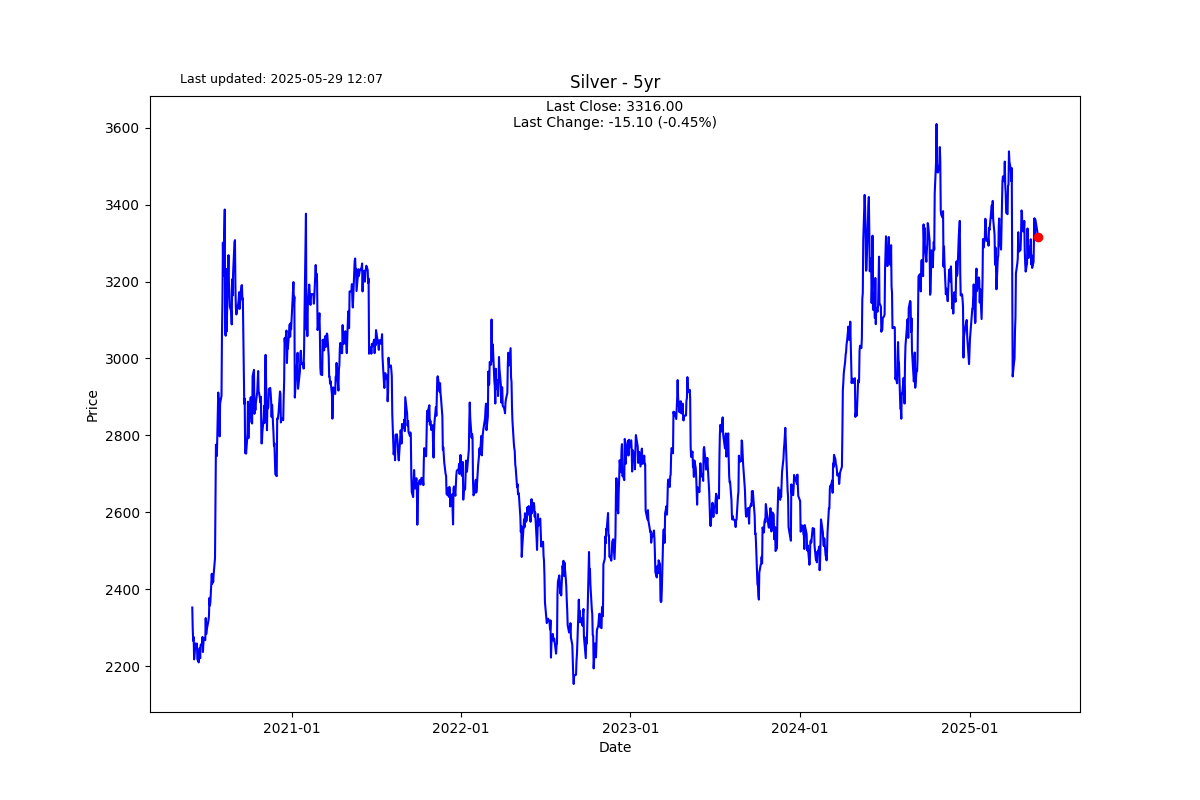 Last updated: 2025-05-29 12:07
Silver - 5yr
Last Close: 3316.00
Last Change: -15.10 (-0.45%)
3600
3400
3200
3000
2800
2600
2400
2200
Price
2021-01
2022-01
2023-01
2024-01
2025-01
Date